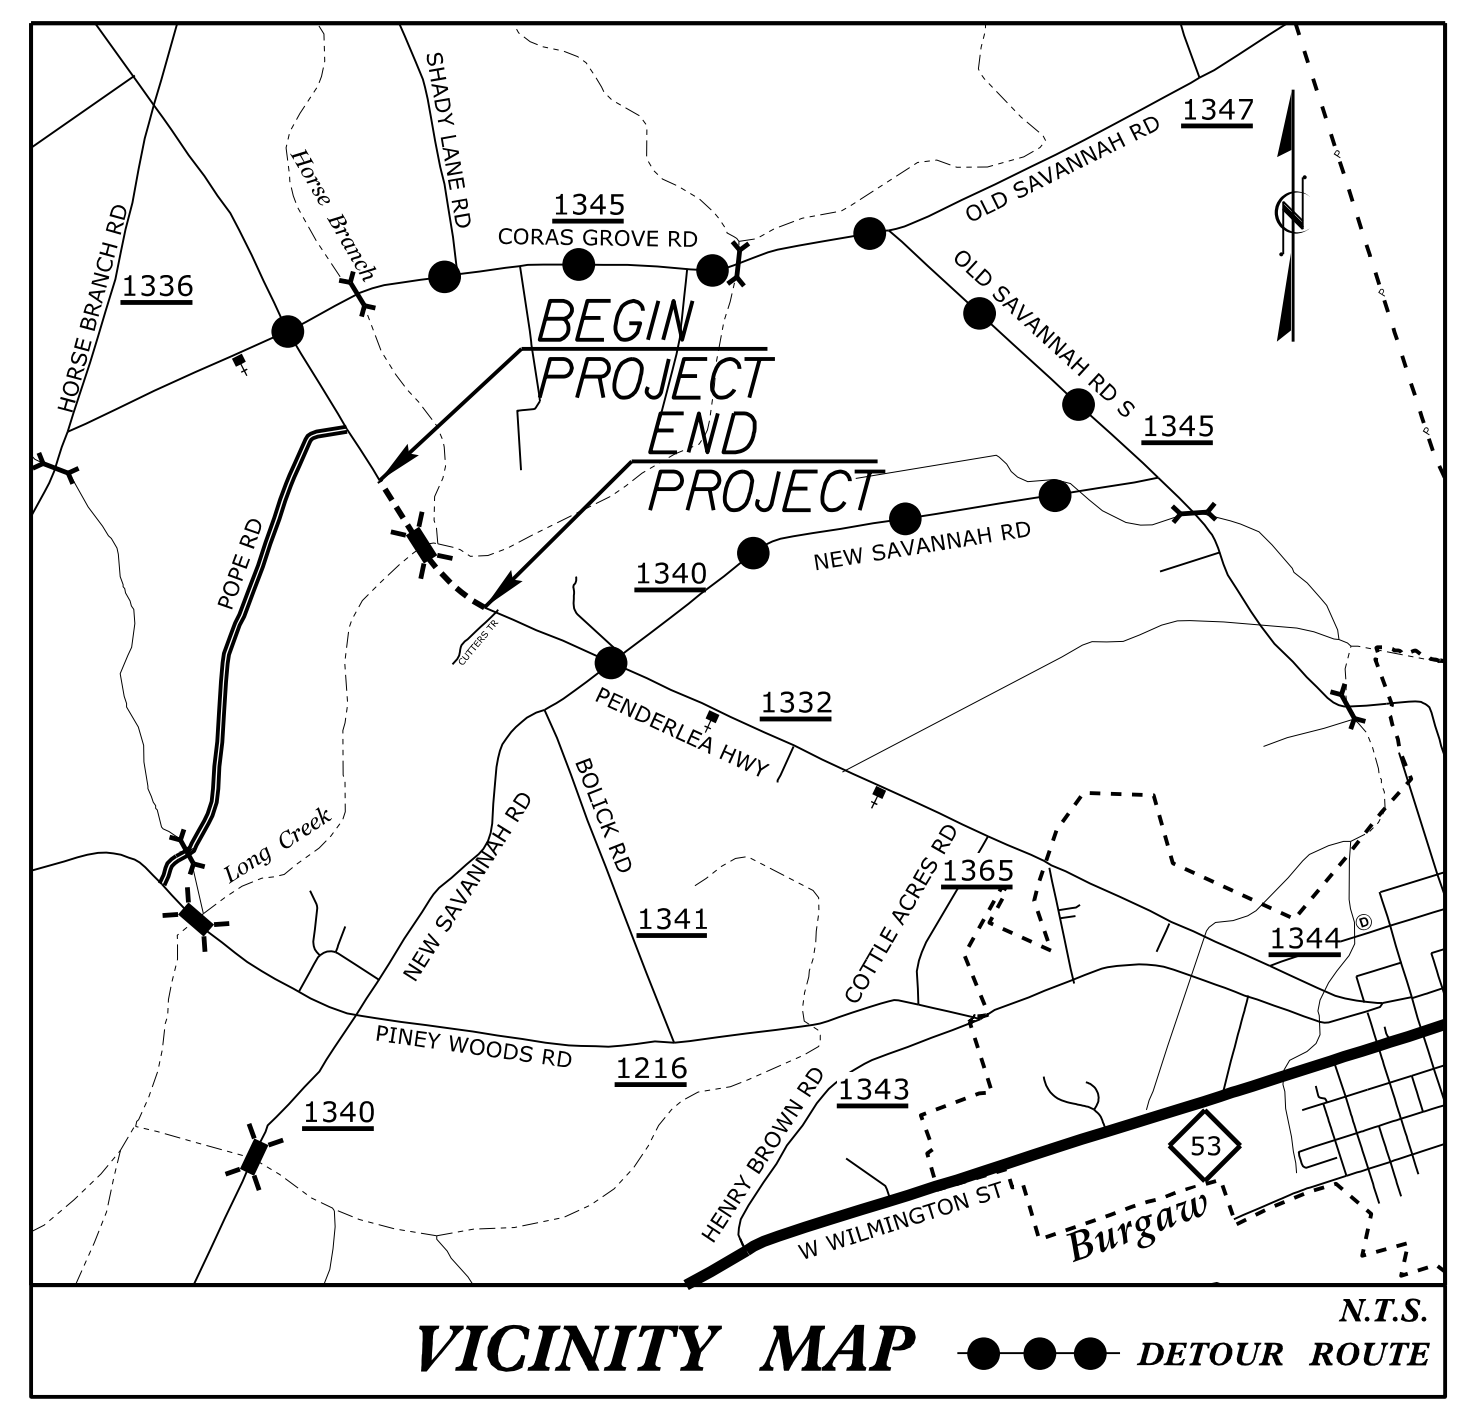 SHADY LANE RD
1347
OLD SAVANNAH RD
Horse Branch
1345
CORAS GROVE RD
HORSE BRANCH RD
1336
N
OLD SAVANNAH RD S
BEGIN
PROJECT
END
PROJECT
1345
P
P
P
POPE RD
NEW SAVANNAH RD
1340
CUTTERS TR
PENDERLEA HWY
1332
BOLICK RD
Long Creek
NEW SAVANNAH RD
COTTLE ACRES RD
1365
1341
D
1344
PINEY WOODS RD
1216
1343
1340
HENRY BROWN RD
53
W WILMINGTON ST
Burgaw
N.T.S.
VICINITY MAP
DETOUR ROUTE